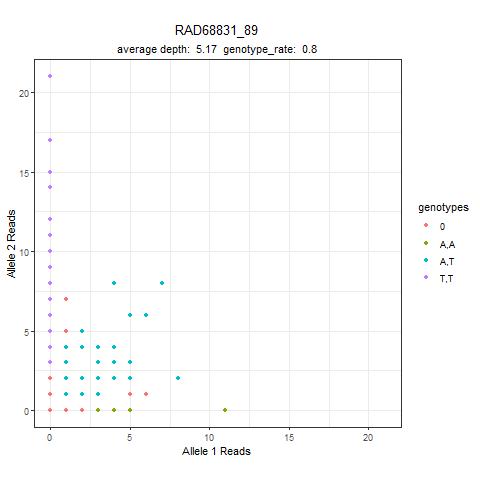 RAD68831_89
average depth: 5.17 genotype_rate: 0.8
20
15
10
5
0
Allele 2 Reads
0 5 10 15 20
Allele 1 Reads
genotypes
0
A,A
A,T
T,T